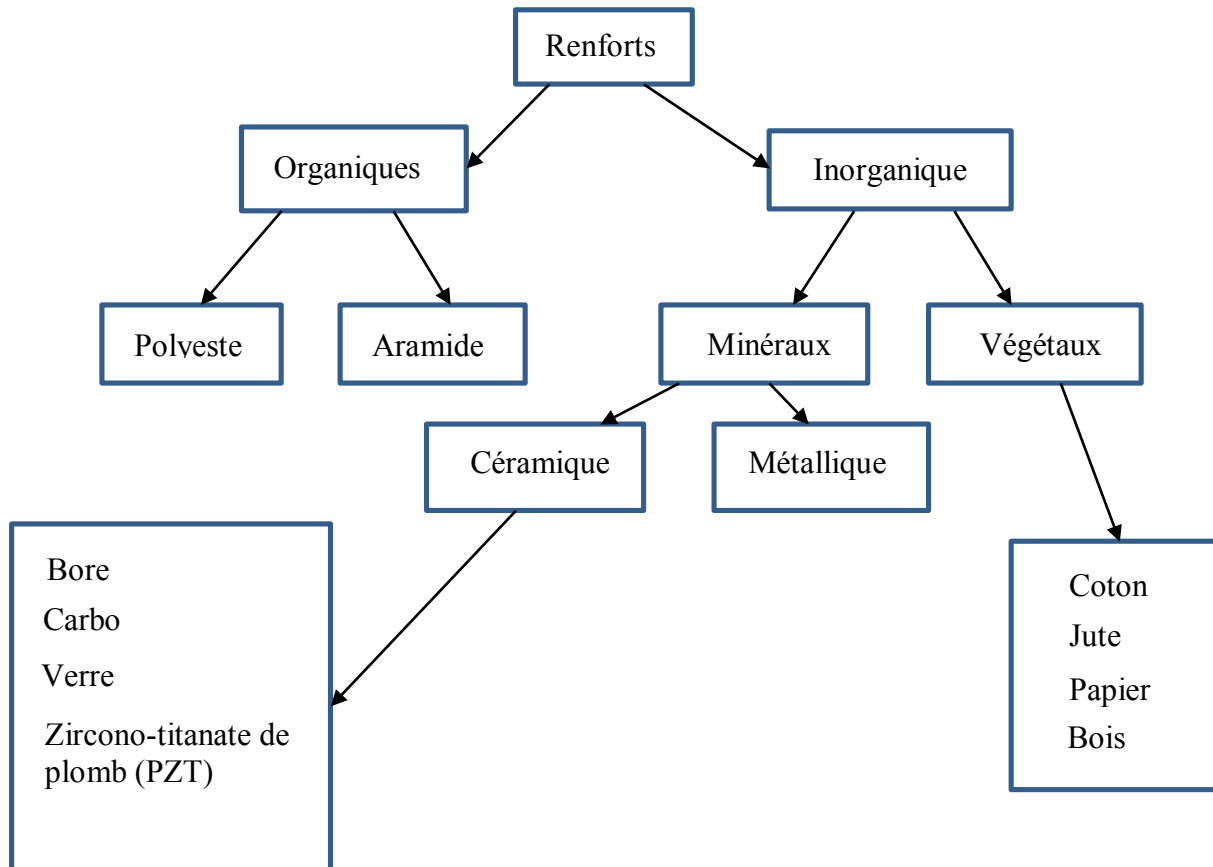 Renforts
Organiques
Inorganique
Polyeste
Aramide
Minéraux
Végétaux
Céramique
Métallique
Bore
Carbo
Verre
Zircono-titanate de
plomb (PZT)
Coton
Jute
Papier
Bois